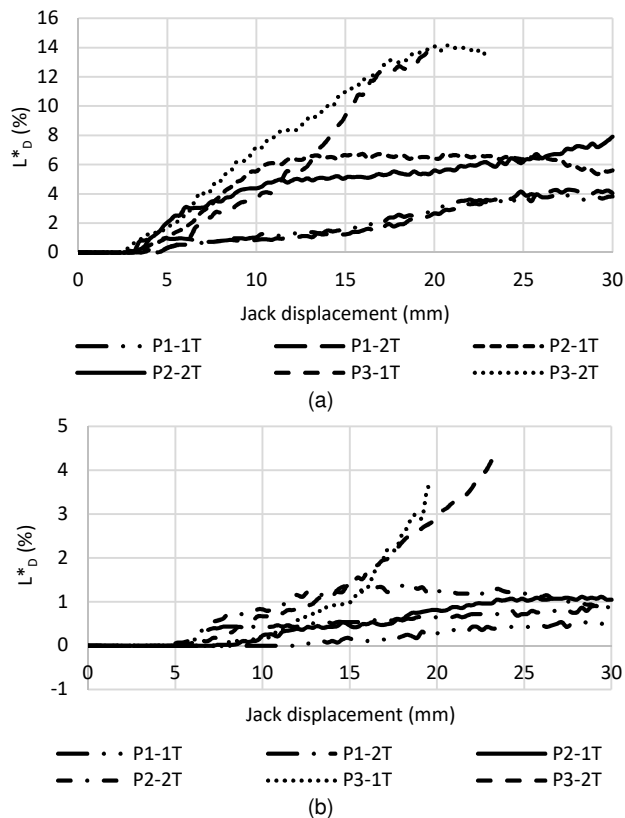 16
14
12
10
8
6
4
2
0
L*D (%)
0 5 10 15 20 25 30
Jack displacement (mm)
P1-1T P1-2T P2-1T
P2-2T P3-1T P3-2T
(a)
5
4
3
2
1
0
-1
L*D (%)
0 5 10 15 20 25 30
Jack displacement (mm)
P1-1T P1-2T P2-1T
P2-2T P3-1T P3-2T
(b)